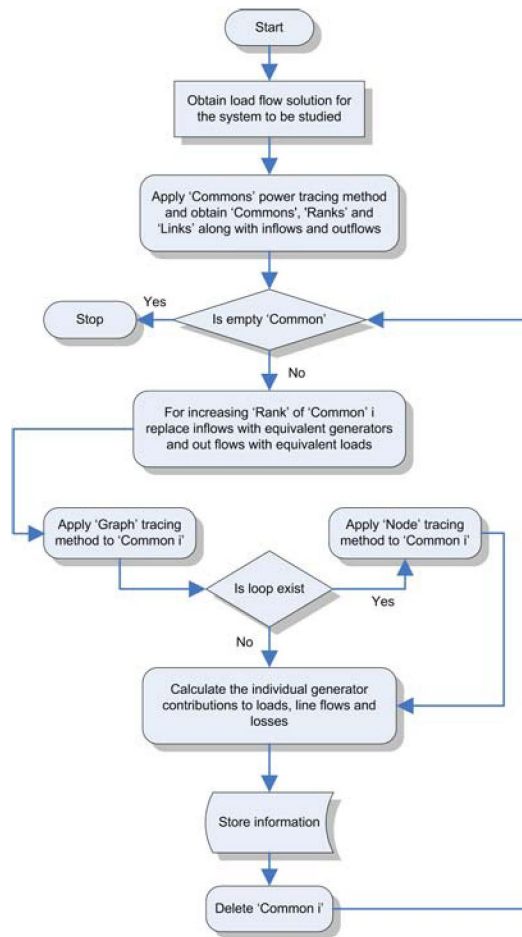 Start
Obtain load flow solution for
the system to be studied
Apply ‘Commons’ power tracing method
and obtain ‘Commons’, 'Ranks’ and
‘Links’ along with inflows and outflows
Yes
Stop
Is empty ‘Common’
No
For increasing ‘Rank’ of ‘Common’ i
replace inflows with equivalent generators
and out flows with equivalent loads
Apply ‘Graph’ tracing
method to ‘Common i’
Apply ‘Node’ tracing
method to ‘Common i’
Is loop exist
Yes
No
Calculate the individual generator
contributions to loads, line flows and
losses
Store information
Delete ‘Common i’